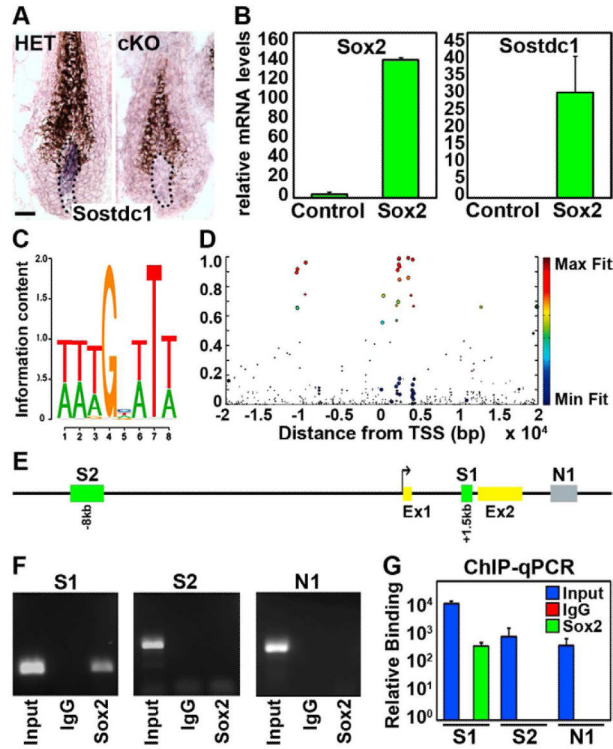 A
HET
cKO
Sostdc1
B
relative mRNA levels
160
140
120
100
80
60
40
20
0
Sox2
Control
Sox2
45
40
35
30
25
20
15
10
5
0
Sostdc1
Control
Sox2
C
Information content
2.0
1.5
1.0
2.5
0
TTTGXTTT
AAA AA
1 2 3 4 5 6 7 8
D
1.0
0.8
0.6
0.4
0.2
0
-2 -1.5 -1 0.5 0 0.5 1.0 1.5 2.0
Distance from TSS (bp) x 10⁴
Max Fit
Min Fit
E
S2
-8kb
Ex1
S1
+1.5kb
Ex2
N1
F
S1
Input
IgG
Sox2
S2
Input
IgG
Sox2
N1
Input
IgG
Sox2
G
ChIP-qPCR
Relative Binding
10⁴
10³
10²
10¹
10⁰
Input
IgG
Sox2
S1 S2 N1